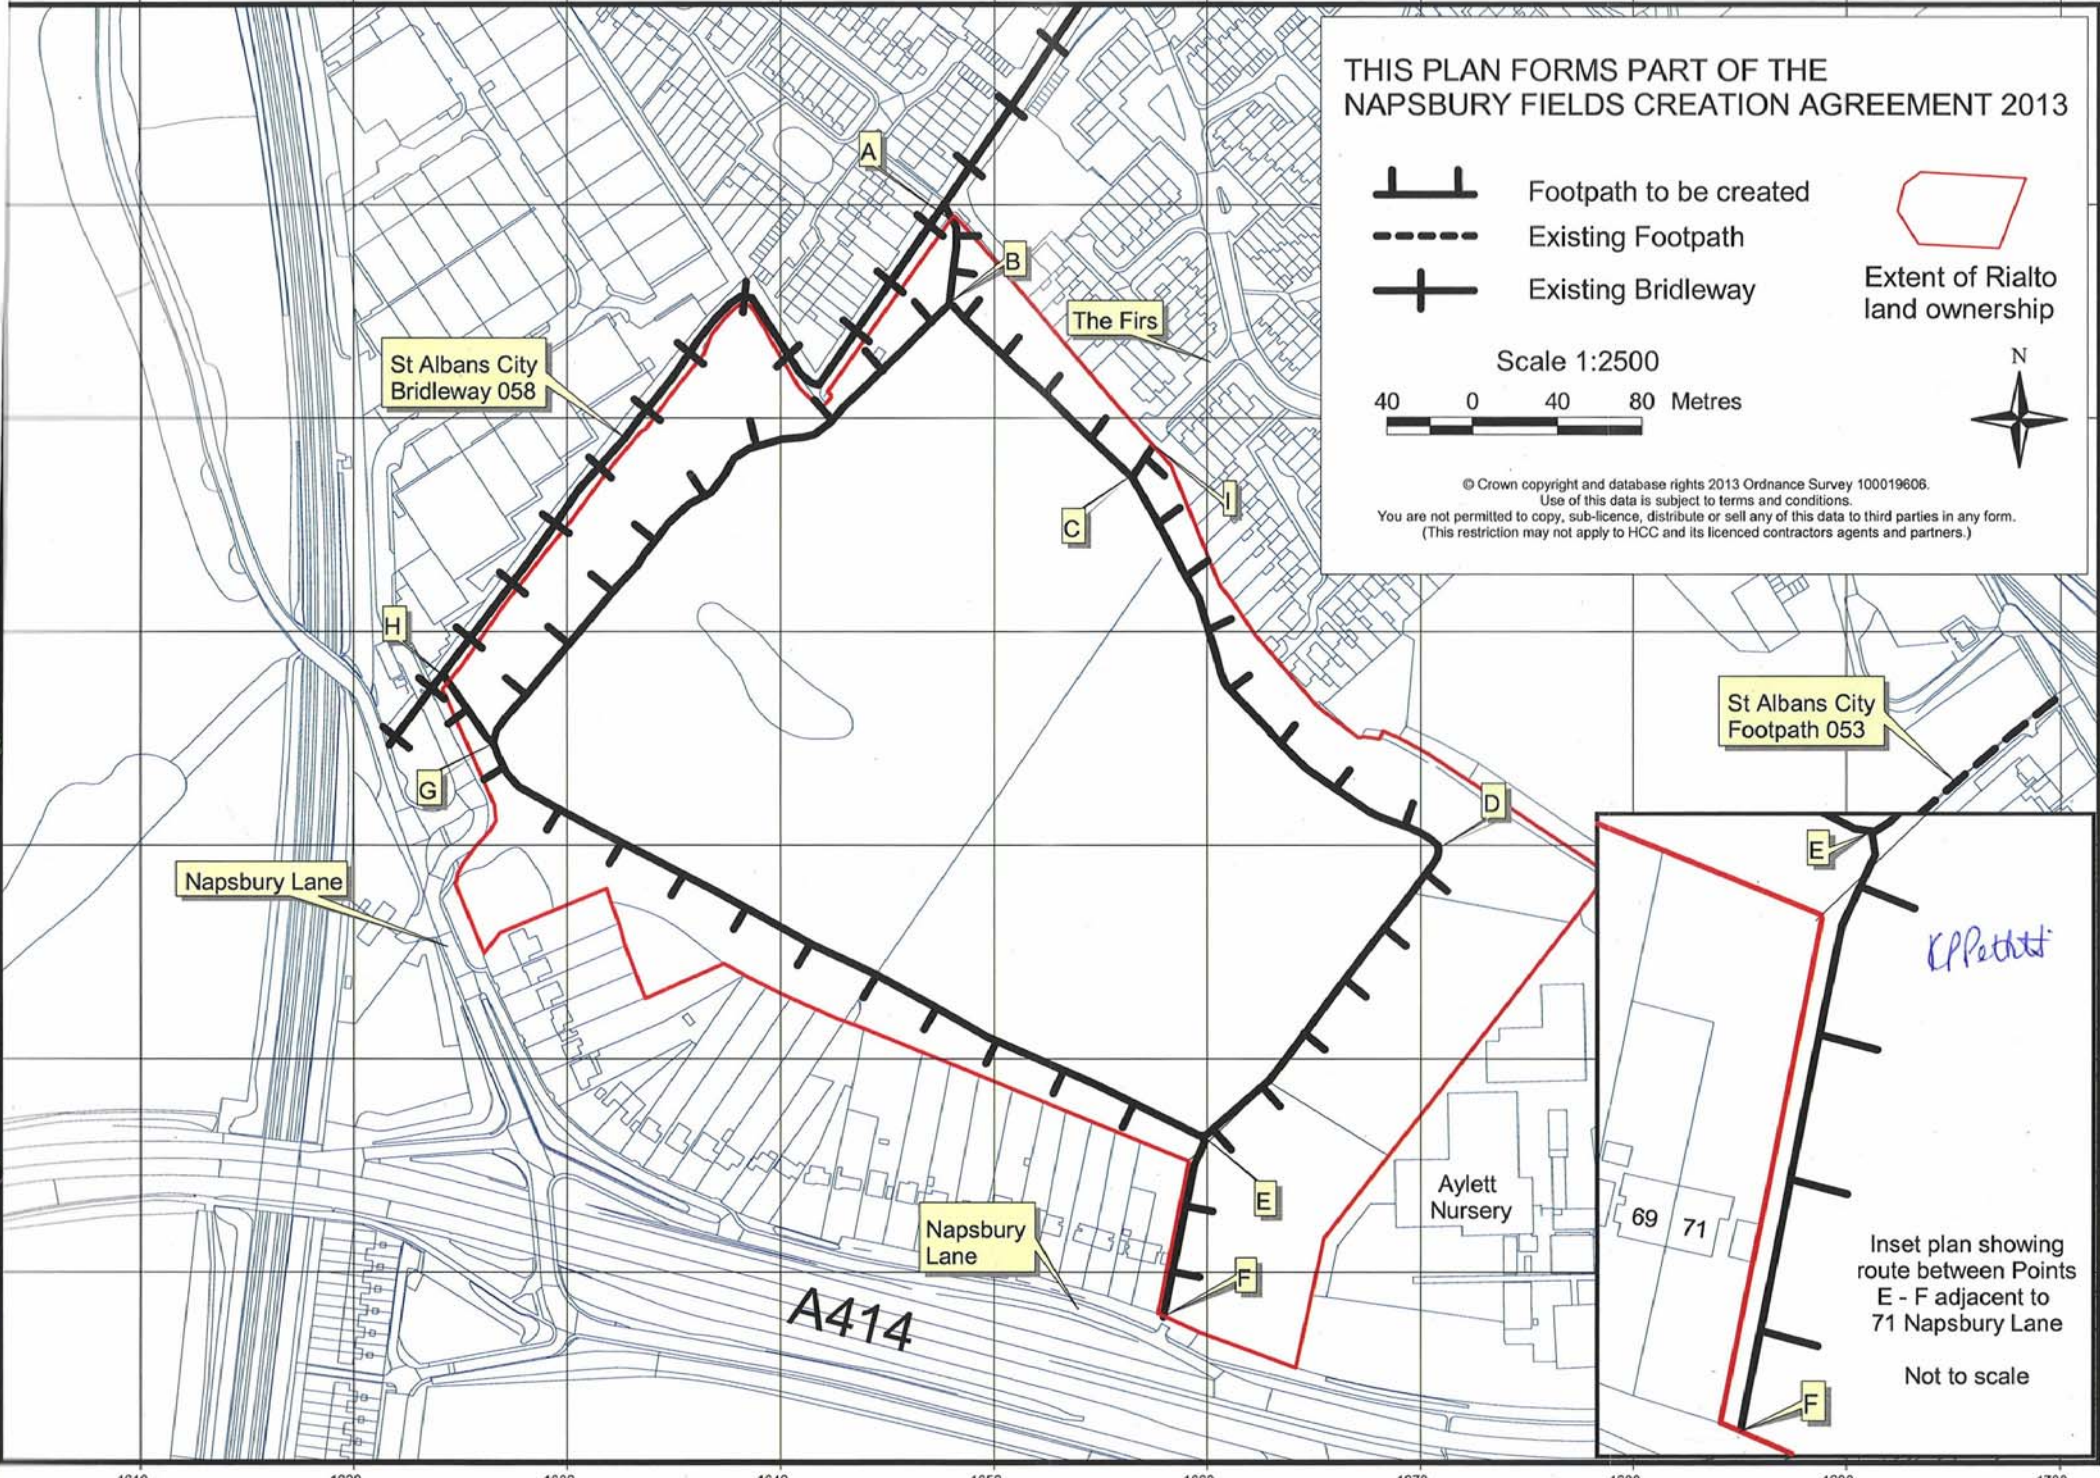 THIS PLAN FORMS PART OF THE
NAPSBURY FIELDS CREATION AGREEMENT 2013
Footpath to be created
Existing Footpath
Existing Bridleway
Extent of Rialto
land ownership
Scale 1:2500
40 0 40 80 Metres
N
© Crown copyright and database rights 2013 Ordnance Survey 100019606.
Use of this data is subject to terms and conditions.
You are not permitted to copy, sub-licence, distribute or sell any of this data to third parties in any form.
(This restriction may not apply to HCC and its licenced contractors agents and partners.)
A
B
The Firs
St Albans City
Bridleway 058
I
C
H
St Albans City
Footpath 053
G
D
Napsbury Lane
E
Aylett
Nursery
E
Napsbury
Lane
F
A414
69 71
Inset plan showing
route between Points
E - F adjacent to
71 Napsbury Lane
Not to scale
F